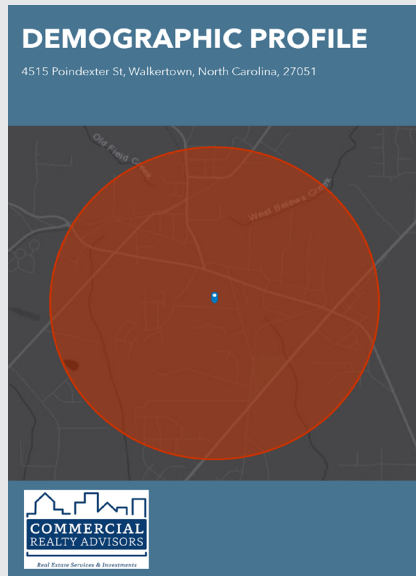 DEMOGRAPHIC PROFILE
4515 Poindexter St, Walkertown, North Carolina, 27051
Old Field Creek
West Belews Creek
COMMERCIAL
REALTY ADVISORS
Real Estate Services & Investments